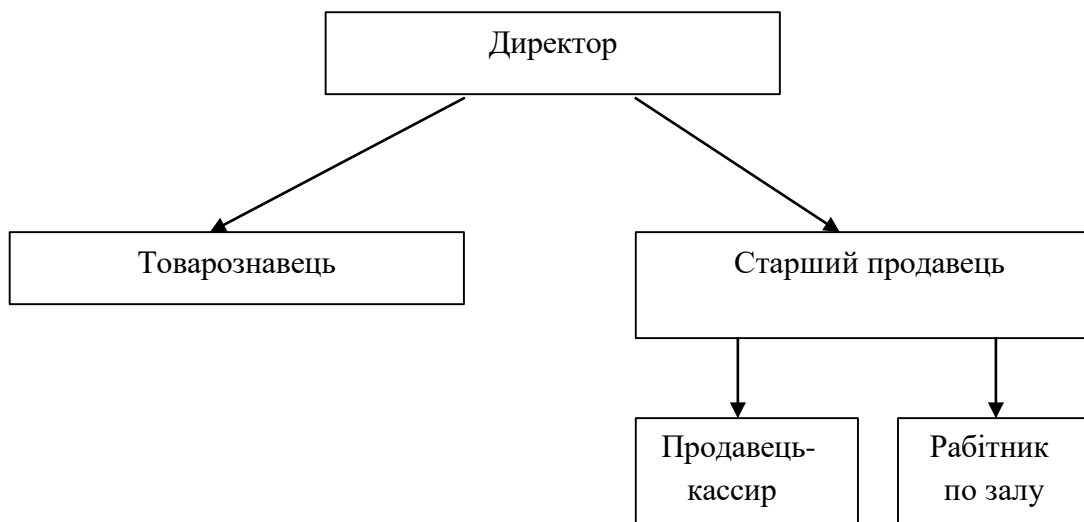 Директор
Товарознавець
Старший продавець
Продавець-
кассир
Рабітник
по залу